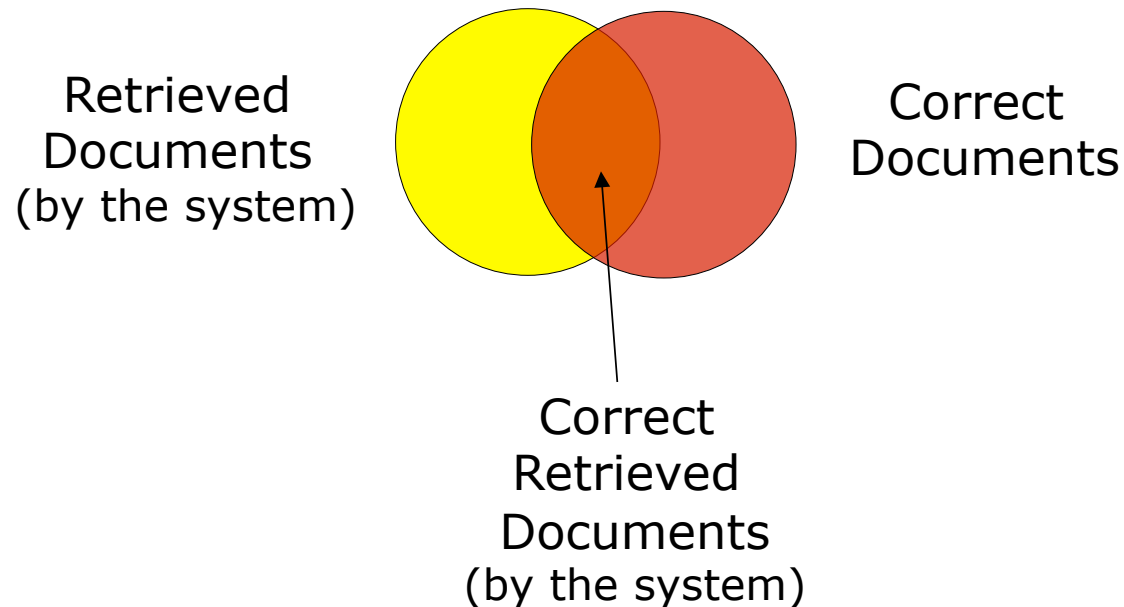 Retrieved
Documents
(by the system)
Correct
Documents
Correct
Retrieved
Documents
(by the system)